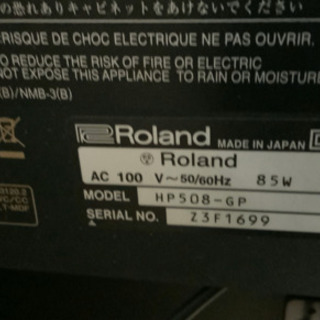 の恐れありキャビネットをあけないでください
RISQUE DE CHOC ELECTRIQUE NE PAS OUVRIR.
TO REDUCE THE RISK OF FIRE OR ELECTRIC
NOT EXPOSE THIS APPLIANCE TO RAIN OR MOISTURE
(B)/NMB-3(B)
Roland MADE IN JAPAN
Roland
AC 100 V~50/60Hz 85W
MODEL HP508-GP
SERIAL NO. Z3F1699